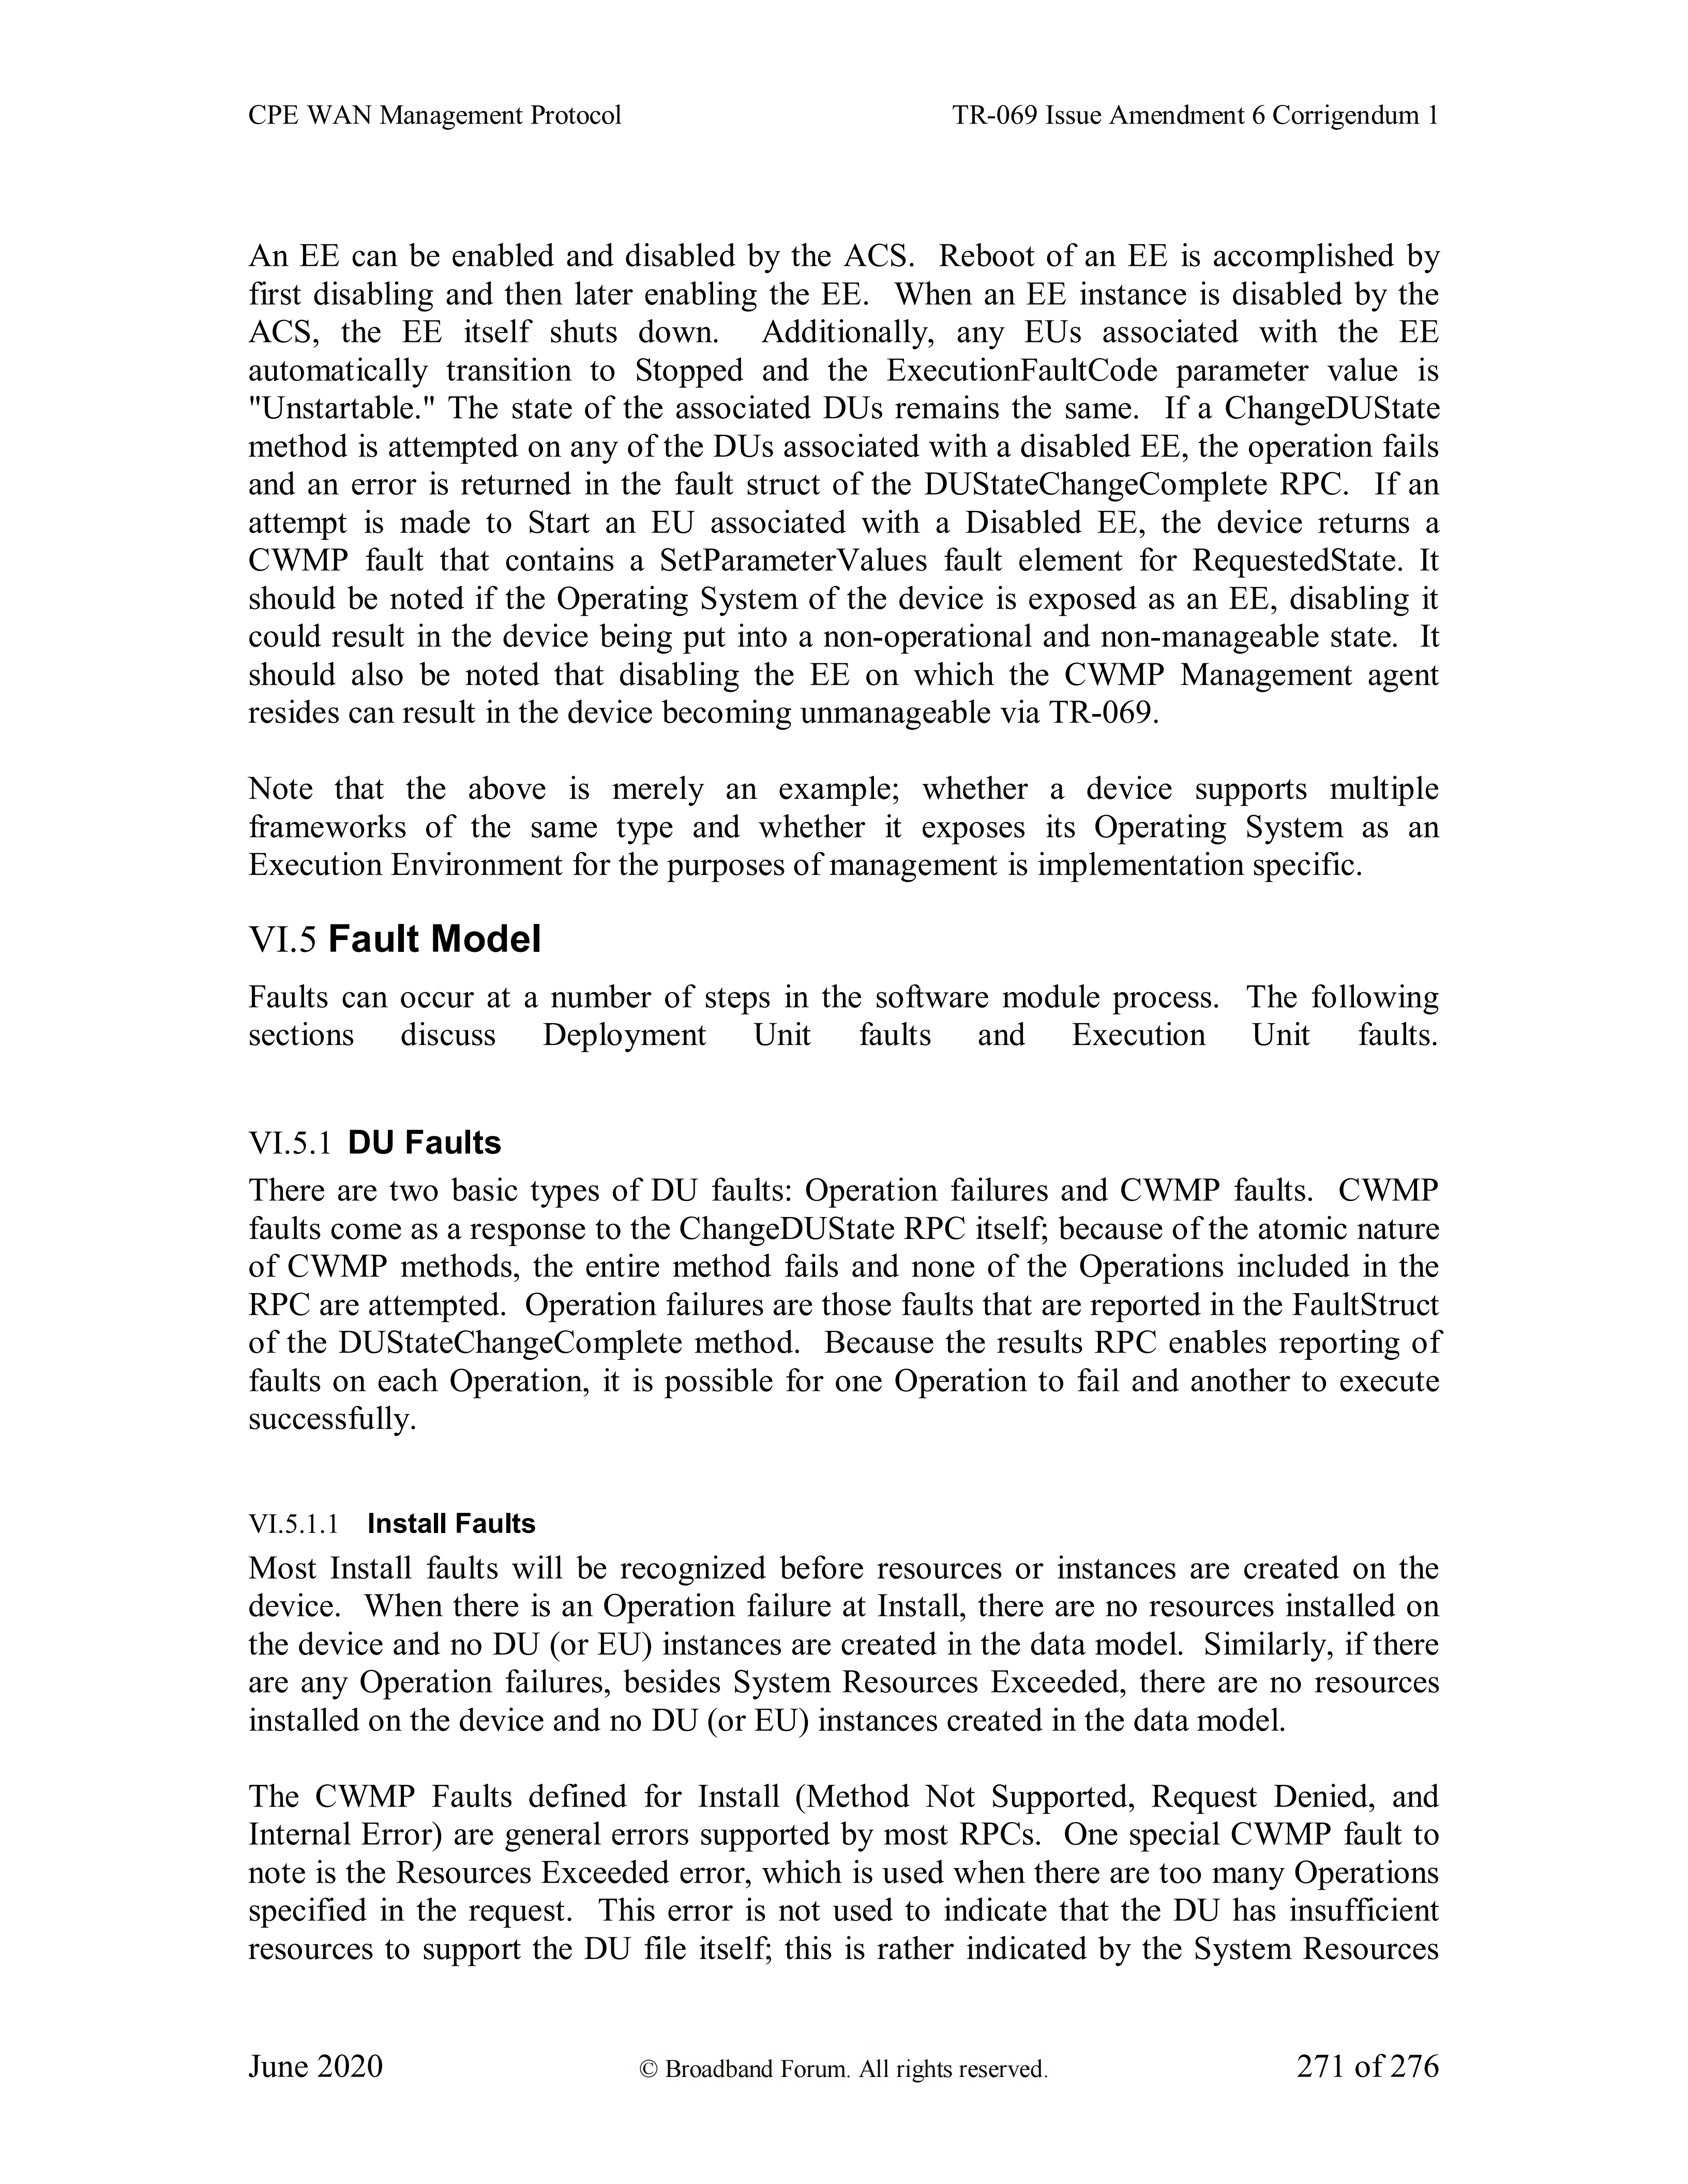 CPE WAN Management Protocol TR-069 Issue Amendment 6 Corrigendum 1
An EE can be enabled and disabled by the ACS. Reboot of an EE is accomplished by
first disabling and then later enabling the EE. When an EE instance is disabled by the
ACS, the EE itself shuts down. Additionally, any EUs associated with the EE
automatically transition to Stopped and the ExecutionFaultCode parameter value is
"Unstartable." The state of the associated DUs remains the same. If a ChangeDUState
method is attempted on any of the DUs associated with a disabled EE, the operation fails
and an error is returned in the fault struct of the DUStateChangeComplete RPC. If an
attempt is made to Start an EU associated with a Disabled EE, the device returns a
CWMP fault that contains a SetParameterValues fault element for RequestedState. It
should be noted if the Operating System of the device is exposed as an EE, disabling it
could result in the device being put into a non-operational and non-manageable state. It
should also be noted that disabling the EE on which the CWMP Management agent
resides can result in the device becoming unmanageable via TR-069.
Note that the above is merely an example; whether a device supports multiple
frameworks of the same type and whether it exposes its Operating System as an
Execution Environment for the purposes of management is implementation specific.
VI.5 Fault Model
Faults can occur at a number of steps in the software module process. The following
sections discuss Deployment Unit faults and Execution Unit faults.
VI.5.1 DU Faults
There are two basic types of DU faults: Operation failures and CWMP faults. CWMP
faults come as a response to the ChangeDUState RPC itself; because of the atomic nature
of CWMP methods, the entire method fails and none of the Operations included in the
RPC are attempted. Operation failures are those faults that are reported in the FaultStruct
of the DUStateChangeComplete method. Because the results RPC enables reporting of
faults on each Operation, it is possible for one Operation to fail and another to execute
successfully.
VI.5.1.1 Install Faults
Most Install faults will be recognized before resources or instances are created on the
device. When there is an Operation failure at Install, there are no resources installed on
the device and no DU (or EU) instances are created in the data model. Similarly, if there
are any Operation failures, besides System Resources Exceeded, there are no resources
installed on the device and no DU (or EU) instances created in the data model.
The CWMP Faults defined for Install (Method Not Supported, Request Denied, and
Internal Error) are general errors supported by most RPCs. One special CWMP fault to
note is the Resources Exceeded error, which is used when there are too many Operations
specified in the request. This error is not used to indicate that the DU has insufficient
resources to support the DU file itself; this is rather indicated by the System Resources
June 2020 © Broadband Forum. All rights reserved. 271 of 276